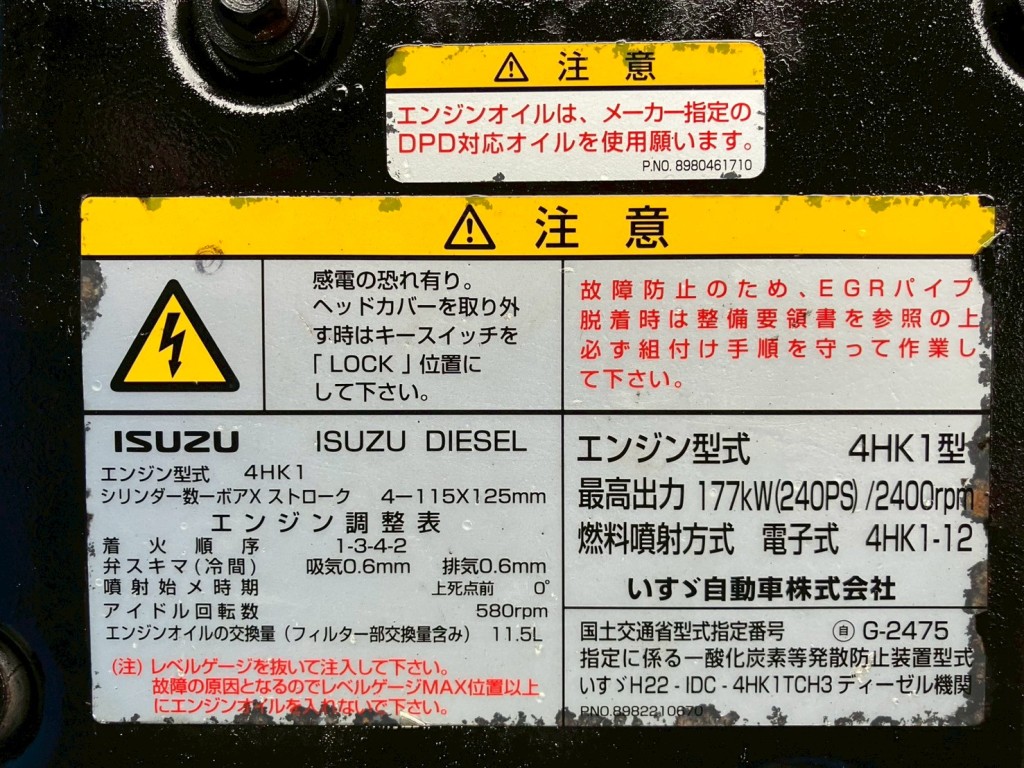 注意
エンジンオイルは、メーカー指定の
DPD対応オイルを使用願います。
P.NO. 8980461710
注意
感電の恐れ有り。
ヘッドカバーを取り外
す時はキースイッチを
「 LOCK 」位置に
して下さい。
故障防止のため、EGRパイプ
脱着時は整備要領書を参照の上
必ず組付け手順を守って作業し
て下さい。
ISUZU ISUZU DIESEL
エンジン型式 4HK1
シリンダー数ーボアX ストローク 4ー115X125mm
エンジン調整表
着火順序 1-3-4-2
弁スキマ(冷間) 吸気0.6mm 排気0.6mm
噴射始メ時期 上死点前 0°
アイドル回転数 580rpm
エンジンオイルの交換量(フィルター部交換量含み) 11.5L
(注) レベルゲージを抜いて注入して下さい。
故障の原因となるのでレベルゲージMAX位置以上
にエンジンオイルを入れないで下さい。
エンジン型式 4HK1型
最高出力 177kW(240PS) /2400rpm
燃料噴射方式 電子式 4HK1-12
いすゞ自動車株式会社
国土交通省型式指定番号 ㊀自 G-2475
指定に係る一酸化炭素等発散防止装置型式
いすゞH22 - IDC - 4HK1TCH3 ディーゼル機関
P.NO.8982210670